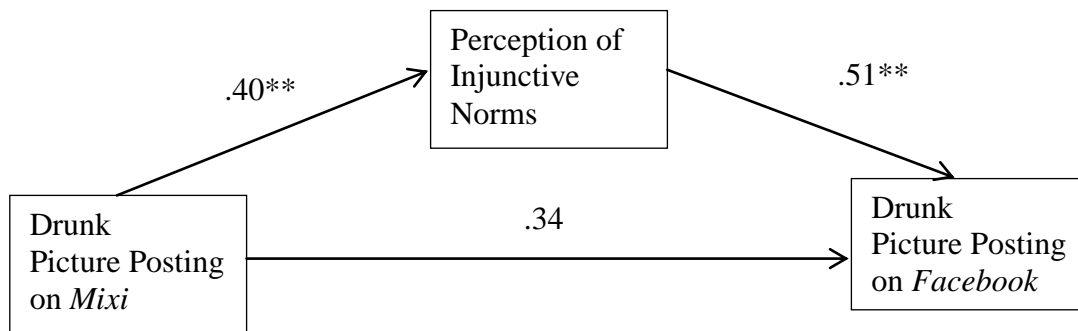 Perception of
Injunctive
Norms
.40**
.51**
Drunk
Picture Posting
on Mixi
.34
Drunk
Picture Posting
on Facebook